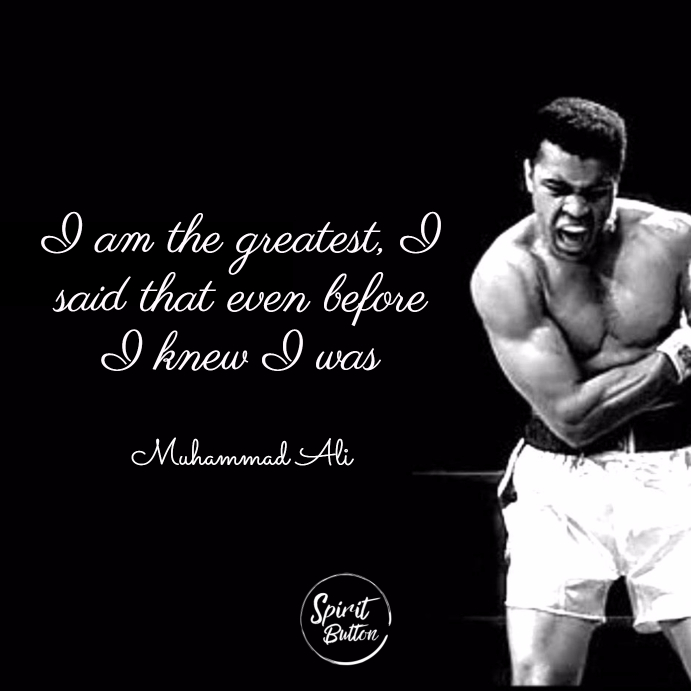 I am the greatest, I
said that even before
I knew I was
Muhammad Ali
Spirit
Button